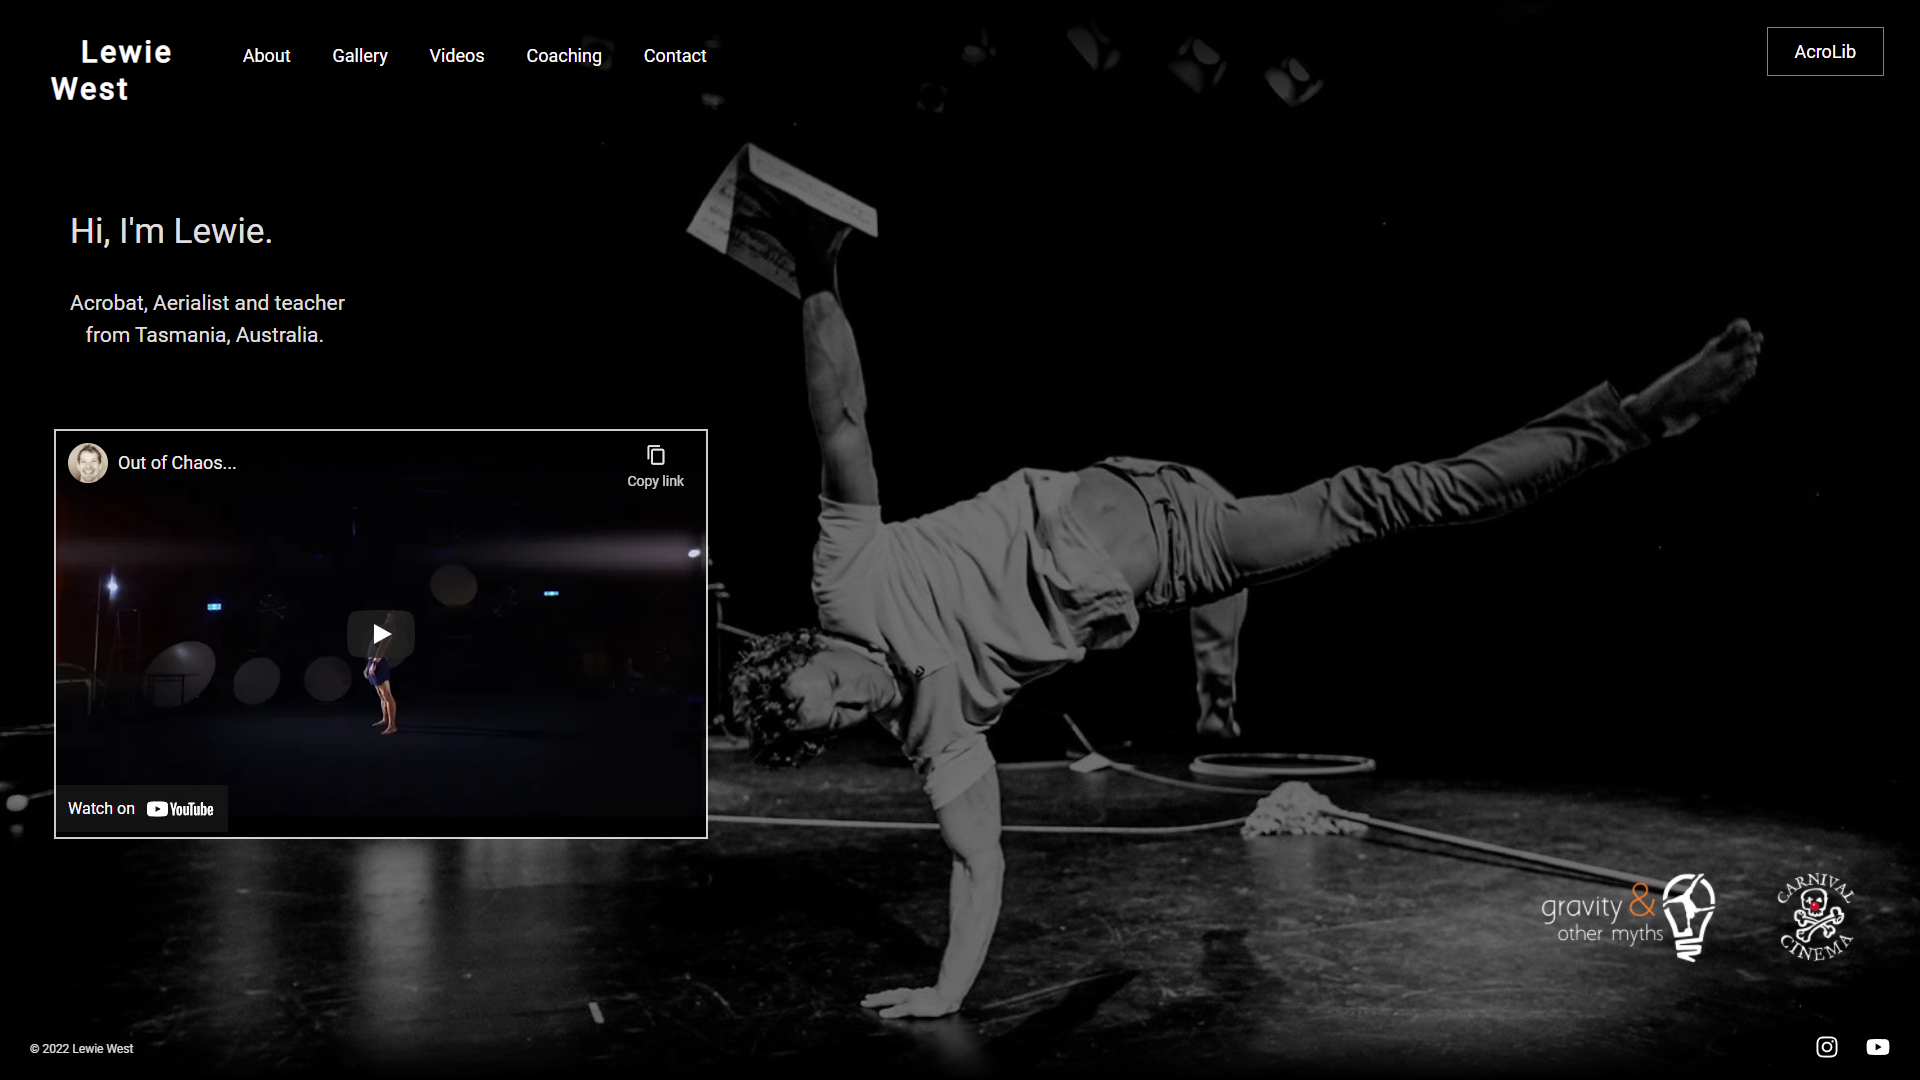 Lewie
West
About
Gallery
Videos
Coaching
Contact
AcroLib
Hi, I'm Lewie.
Acrobat, Aerialist and teacher
from Tasmania, Australia.
Out of Chaos...
Copy link
Watch on YouTube
gravity &
other myths
CARNIVAL
CINEMA
© 2022 Lewie West